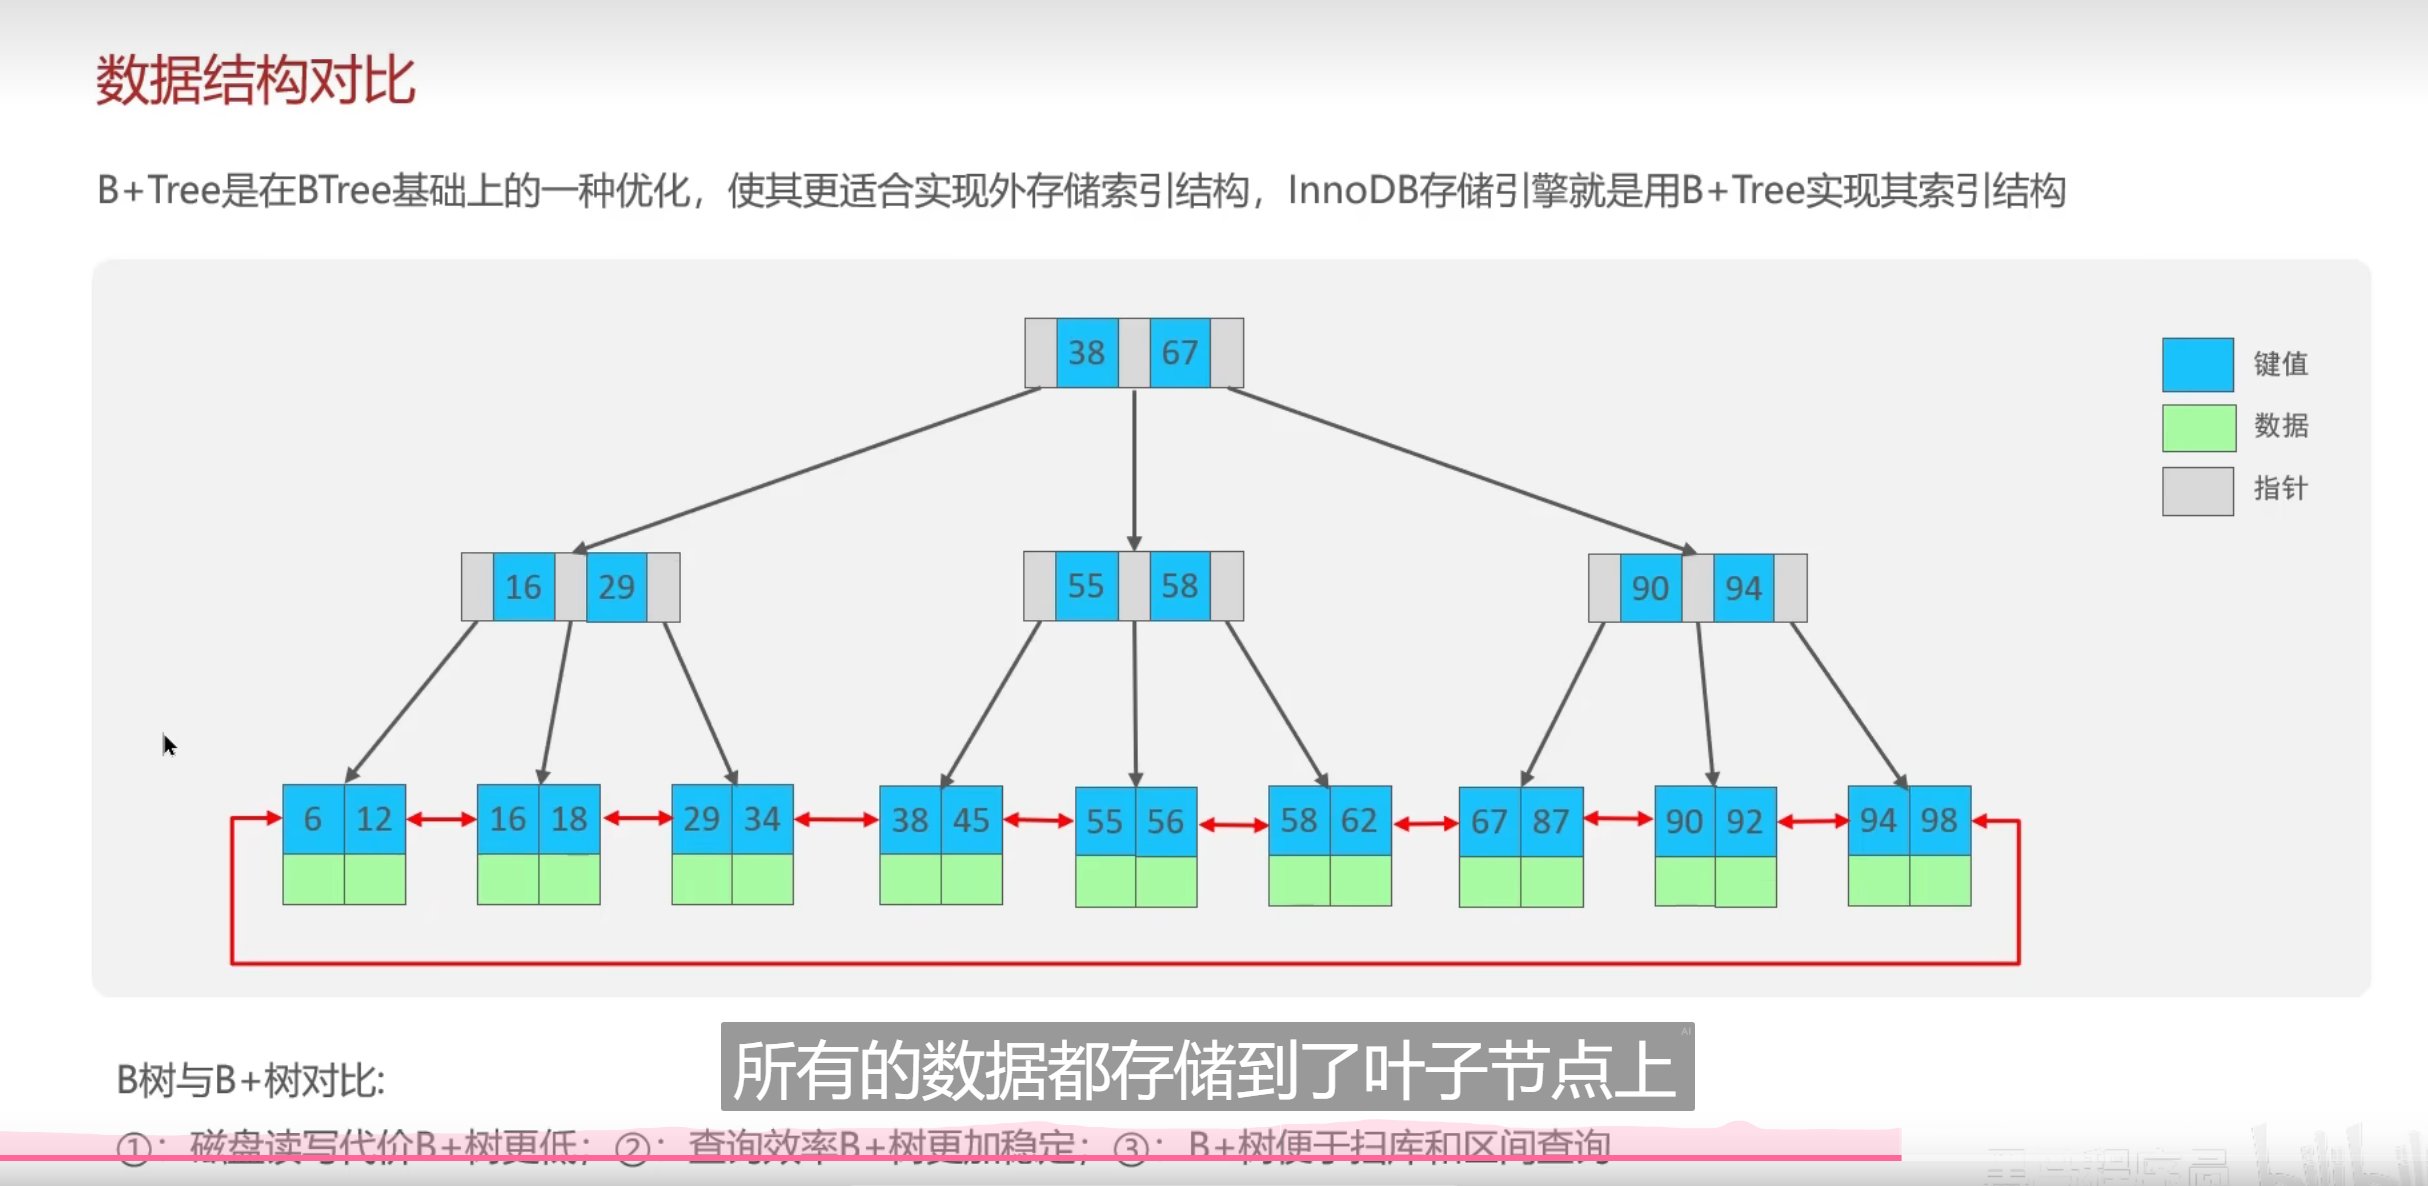 数据结构对比
B+Tree是在BTree基础上的一种优化，使其更适合实现外存储索引结构，InnoDB存储引擎就是用B+Tree实现其索引结构
38 67
键值
数据
指针
16 29
55 58
90 94
6 12 16 18 29 34 38 45 55 56 58 62 67 87 90 92 94 98
B树与B+树对比:
AI
所有的数据都存储到了叶子节点上
①：磁盘读写代价B+树更低；②：查询效率B+树更加稳定；③：B+树便于扫库和区间查询